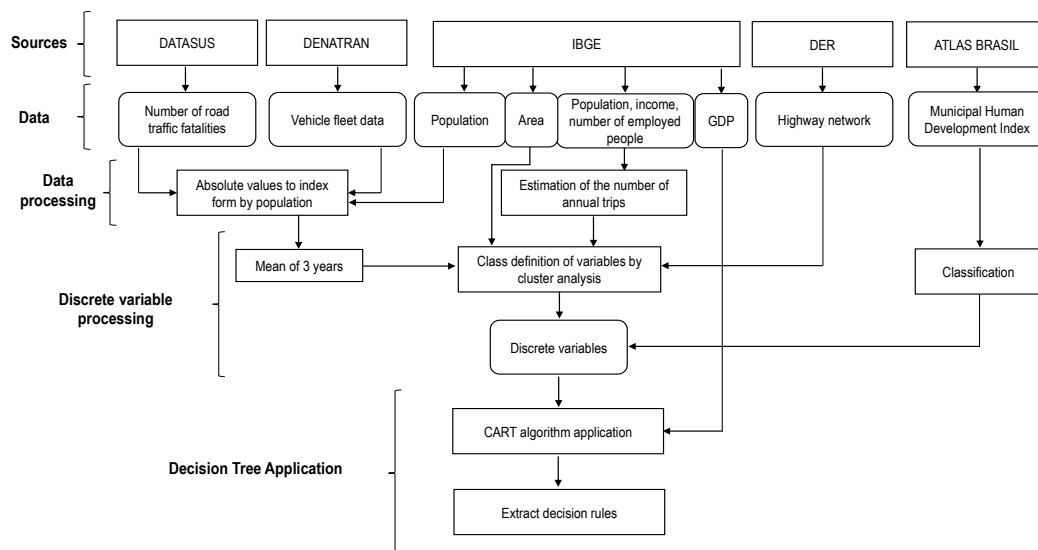 Sources
DATASUS
DENATRAN
IBGE
DER
ATLAS BRASIL
Data
Number of road
traffic fatalities
Vehicle fleet data
Population
Area
Population, income,
number of employed
people
GDP
Highway network
Municipal Human
Development Index
Data
processing
Absolute values to index
form by population
Estimation of the number of
annual trips
Discrete variable
processing
Mean of 3 years
Class definition of variables by
cluster analysis
Classification
Discrete variables
Decision Tree Application
CART algorithm application
Extract decision rules